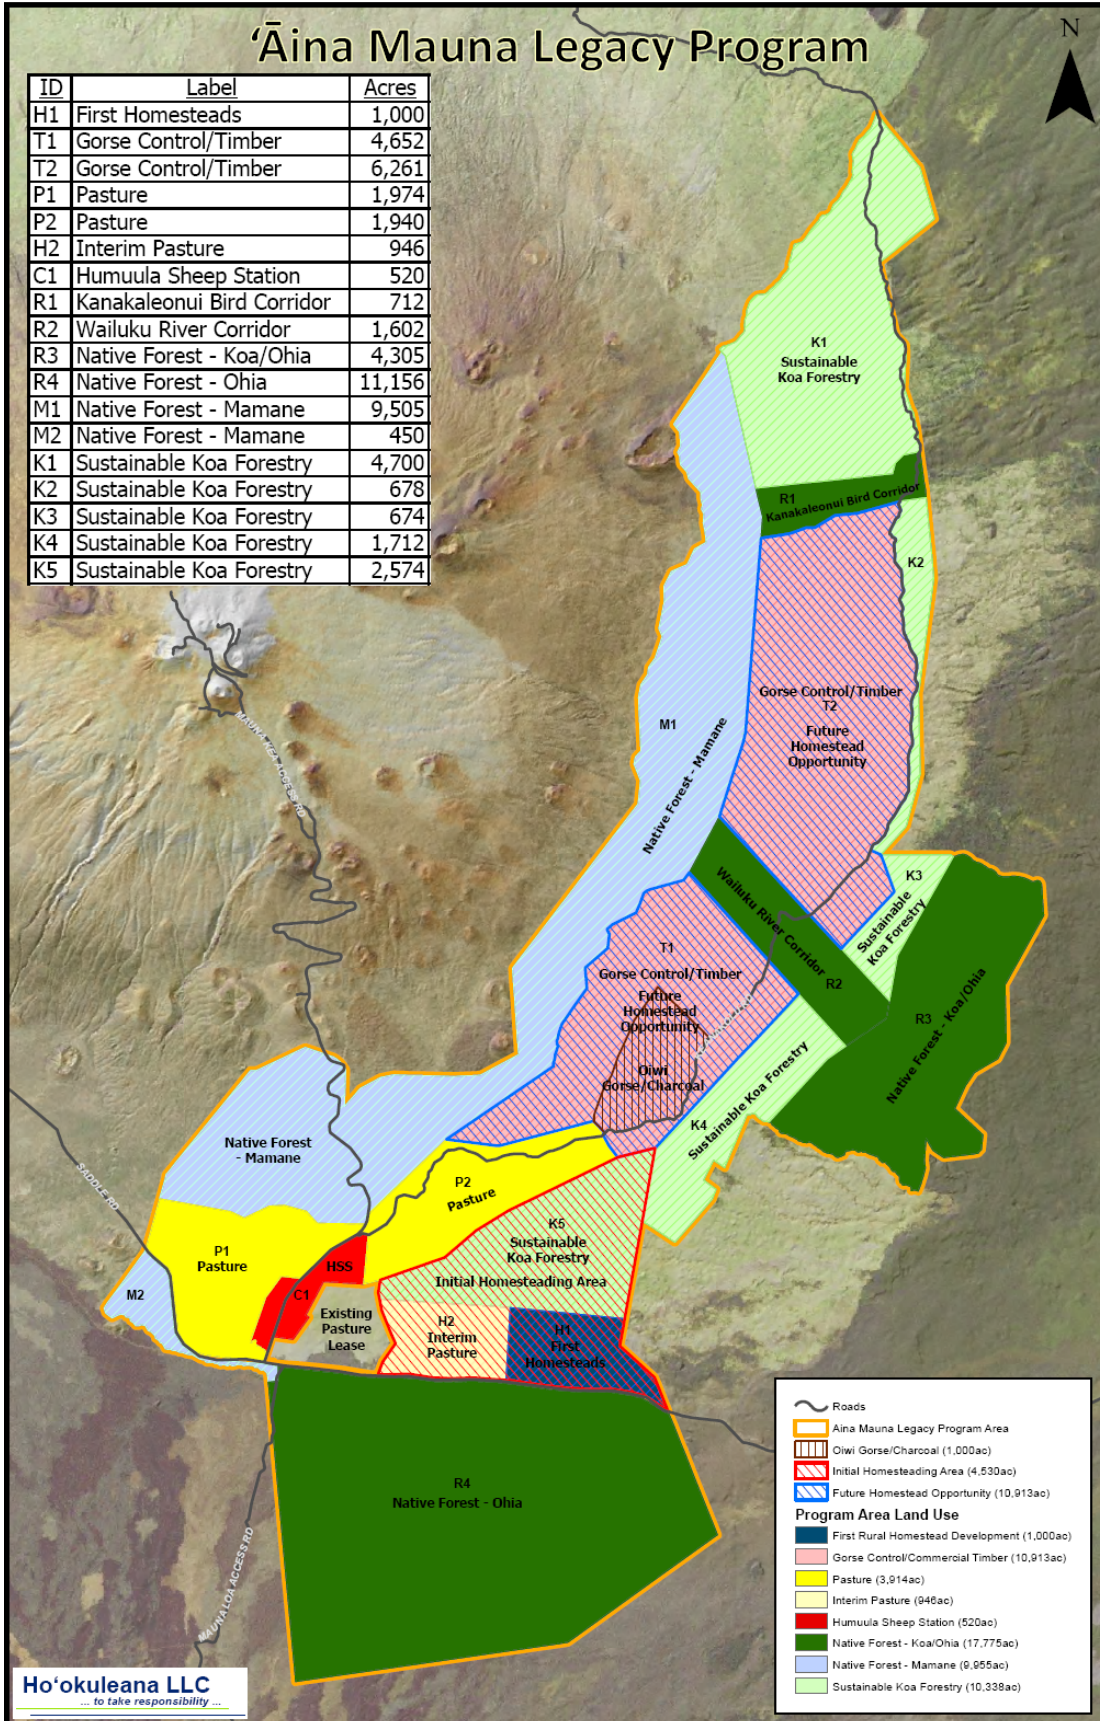 ‘Āina Mauna Legacy Program
N
ID Label Acres
H1 First Homesteads 1,000
T1 Gorse Control/Timber 4,652
T2 Gorse Control/Timber 6,261
P1 Pasture 1,974
P2 Pasture 1,940
H2 Interim Pasture 946
C1 Humuula Sheep Station 520
R1 Kanakaleonui Bird Corridor 712
R2 Wailuku River Corridor 1,602
R3 Native Forest - Koa/Ohia 4,305
R4 Native Forest - Ohia 11,156
M1 Native Forest - Mamane 9,505
M2 Native Forest - Mamane 450
K1 Sustainable Koa Forestry 4,700
K2 Sustainable Koa Forestry 678
K3 Sustainable Koa Forestry 674
K4 Sustainable Koa Forestry 1,712
K5 Sustainable Koa Forestry 2,574
K1
Sustainable
Koa Forestry
R1
Kanakaleonui Bird Corridor
K2
Gorse Control/Timber
T2
Future
Homestead
Opportunity
M1
Native Forest - Mamane
MAUNA KEA ACCESS RD
K3
Sustainable
Koa Forestry
Wailuku River Corridor
R2
T1
Gorse Control/Timber
Future
Homestead
Opportunity
Oiwi
Gorse/Charcoal
R3
Native Forest - Koa/Ohia
K4
Sustainable Koa Forestry
Native Forest
- Mamane
SADDLE RD
P2
Pasture
K5
Sustainable
Koa Forestry
Initial Homesteading Area
P1
Pasture
HSS
C1
M2
Existing
Pasture
Lease
H2
Interim
Pasture
H1
First
Homesteads
R4
Native Forest - Ohia
MAUNA LOA ACCESS RD
Roads
Aina Mauna Legacy Program Area
Oiwi Gorse/Charcoal (1,000ac)
Initial Homesteading Area (4,530ac)
Future Homestead Opportunity (10,913ac)
Program Area Land Use
First Rural Homestead Development (1,000ac)
Gorse Control/Commercial Timber (10,913ac)
Pasture (3,914ac)
Interim Pasture (946ac)
Humuula Sheep Station (520ac)
Native Forest - Koa/Ohia (17,775ac)
Native Forest - Mamane (9,955ac)
Sustainable Koa Forestry (10,338ac)
Ho‘okuleana LLC
... to take responsibility ...